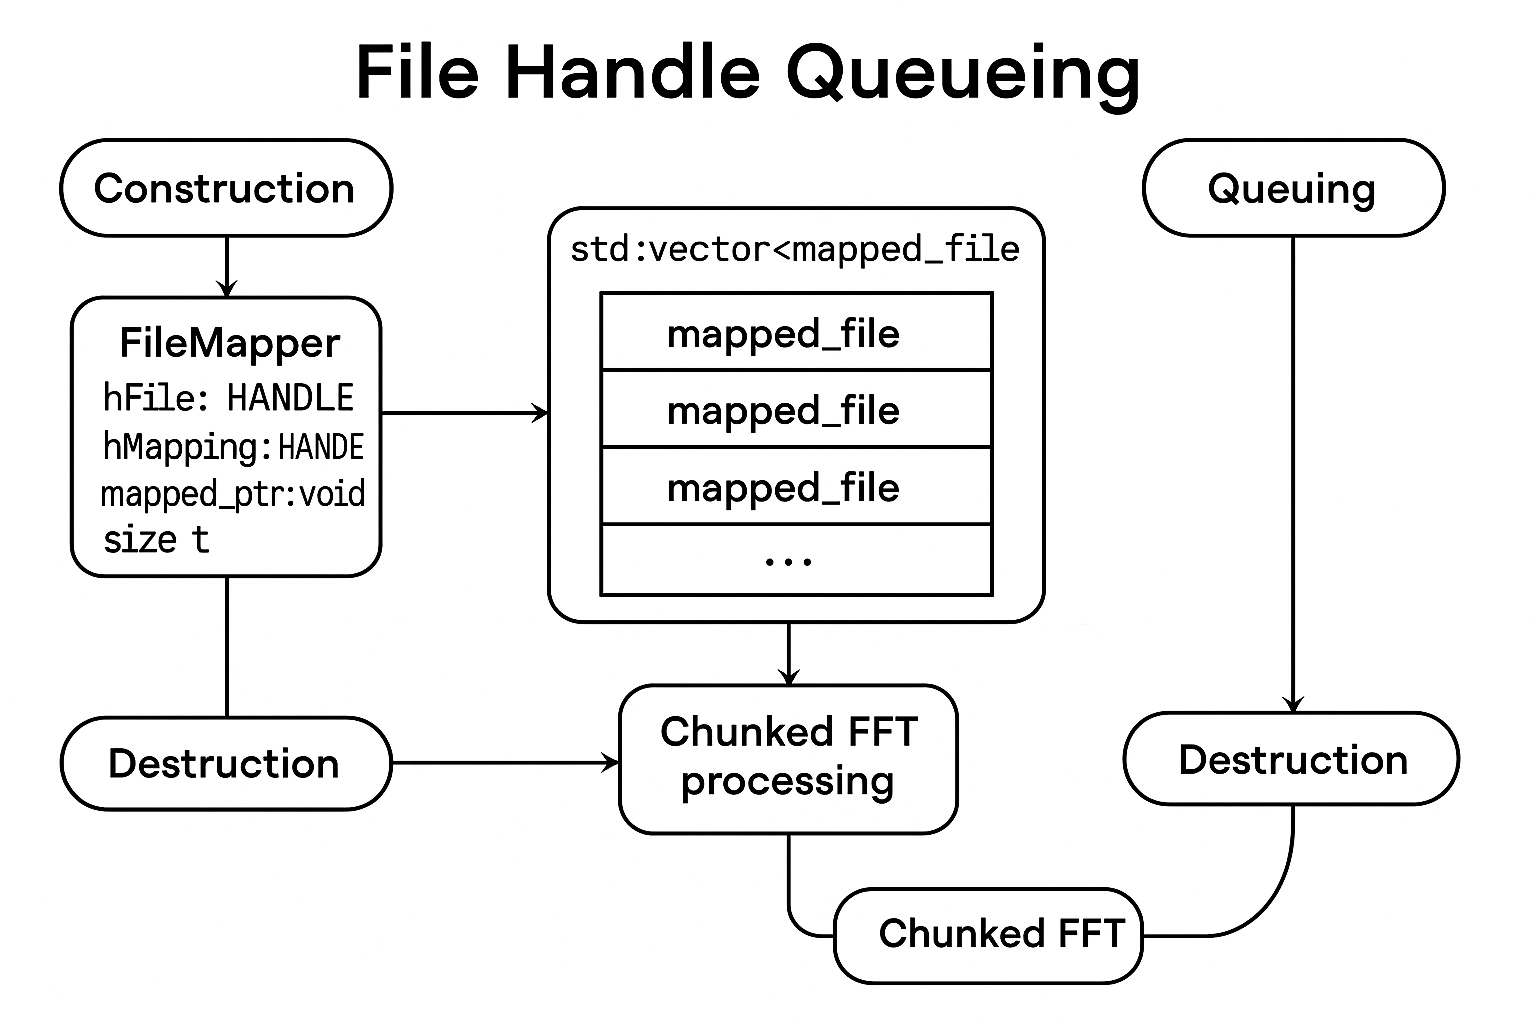 File Handle Queueing
Construction
FileMapper
hFile: HANDLE
hMapping:HANDE
mapped_ptr:void
size t
Destruction
std:vector<mapped_file
mapped_file
mapped_file
mapped_file
...
Chunked FFT
processing
Chunked FFT
Queuing
Destruction